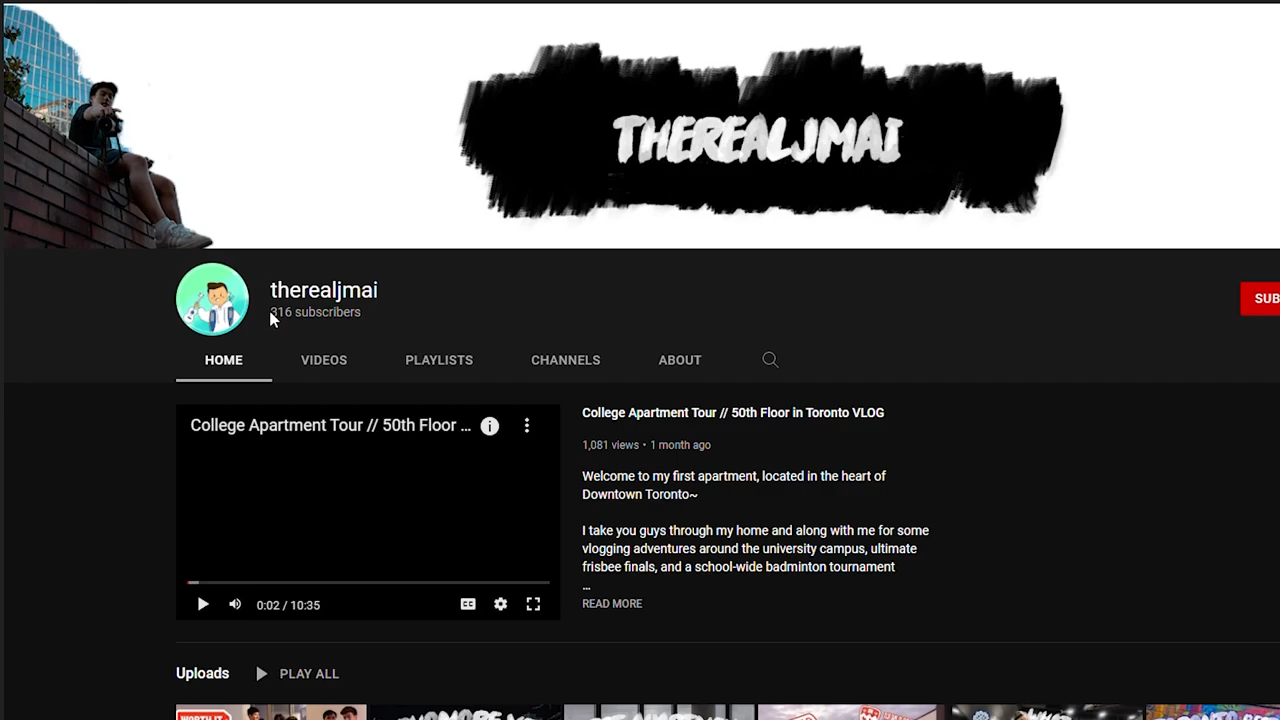 THEREALJMAI
therealjmai
316 subscribers
SUB
HOME VIDEOS PLAYLISTS CHANNELS ABOUT
College Apartment Tour // 50th Floor ...
0:02 / 10:35
College Apartment Tour // 50th Floor in Toronto VLOG
1,081 views • 1 month ago
Welcome to my first apartment, located in the heart of
Downtown Toronto~
I take you guys through my home and along with me for some
vlogging adventures around the university campus, ultimate
frisbee finals, and a school-wide badminton tournament
...
READ MORE
Uploads PLAY ALL
WORTH IT